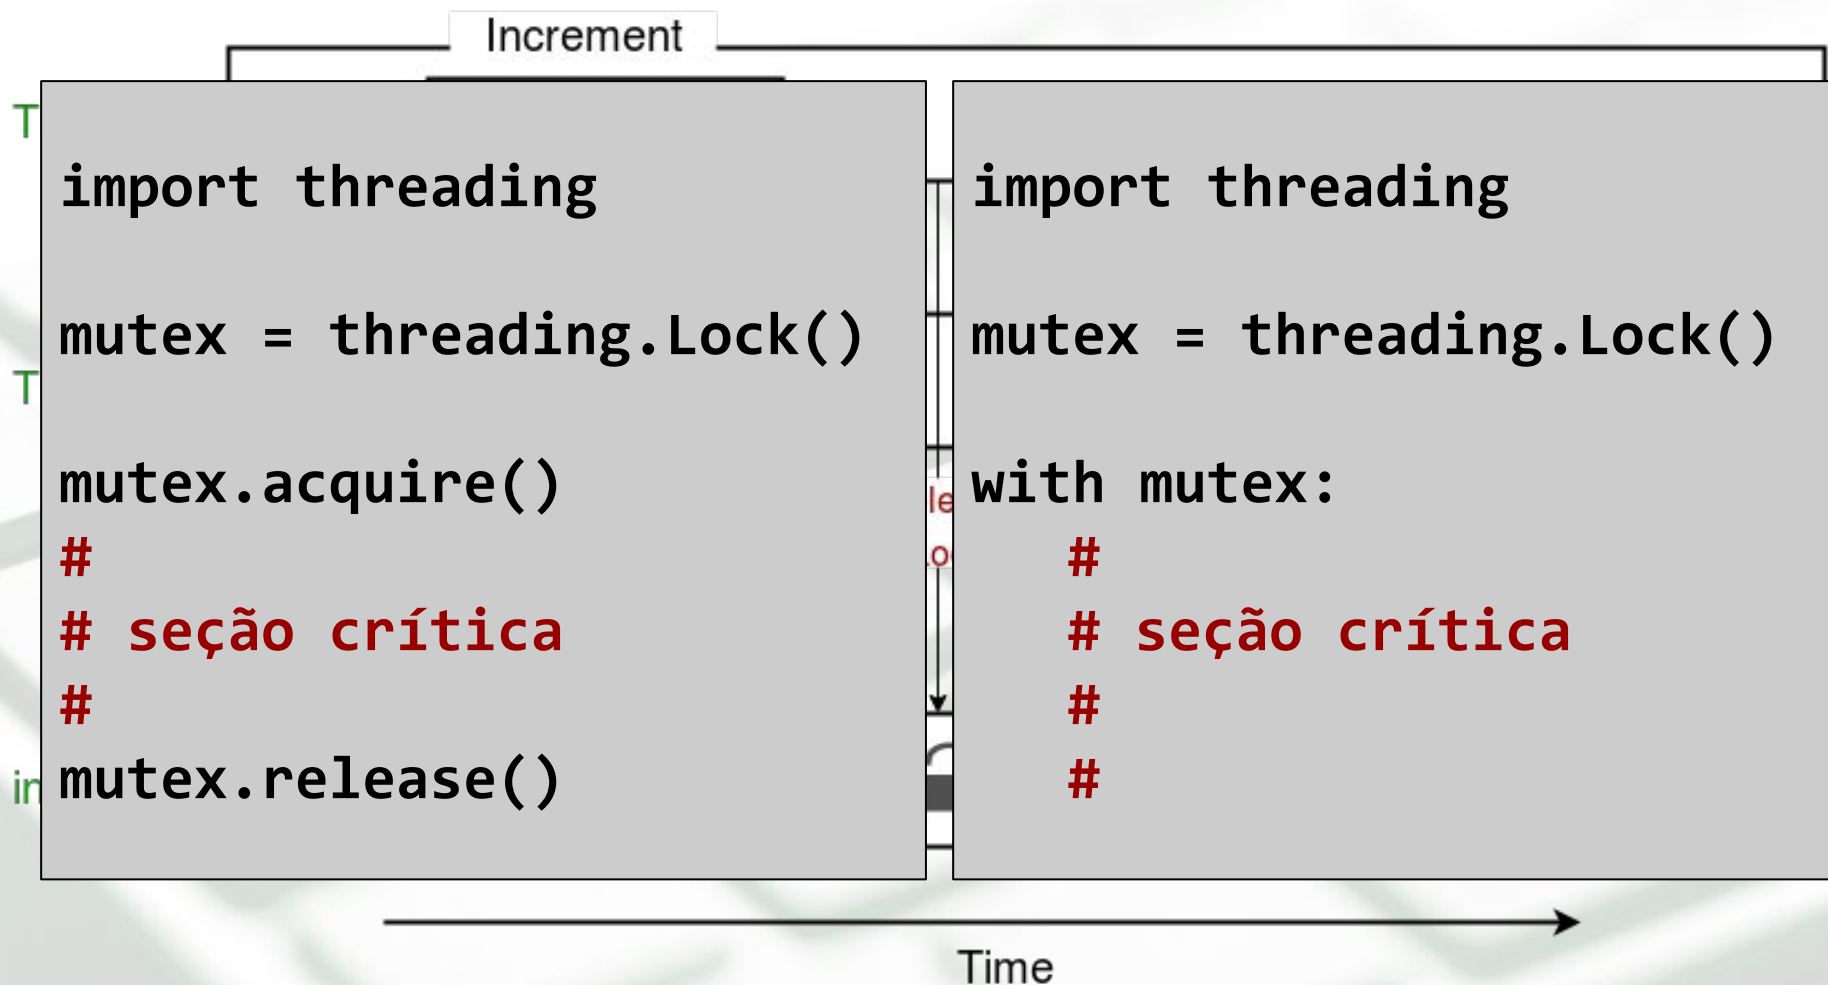 Increment
import threading
mutex = threading.Lock()
mutex.acquire()
#
# seção crítica
#
mutex.release()
import threading
mutex = threading.Lock()
with mutex:
#
# seção crítica
#
#
Time